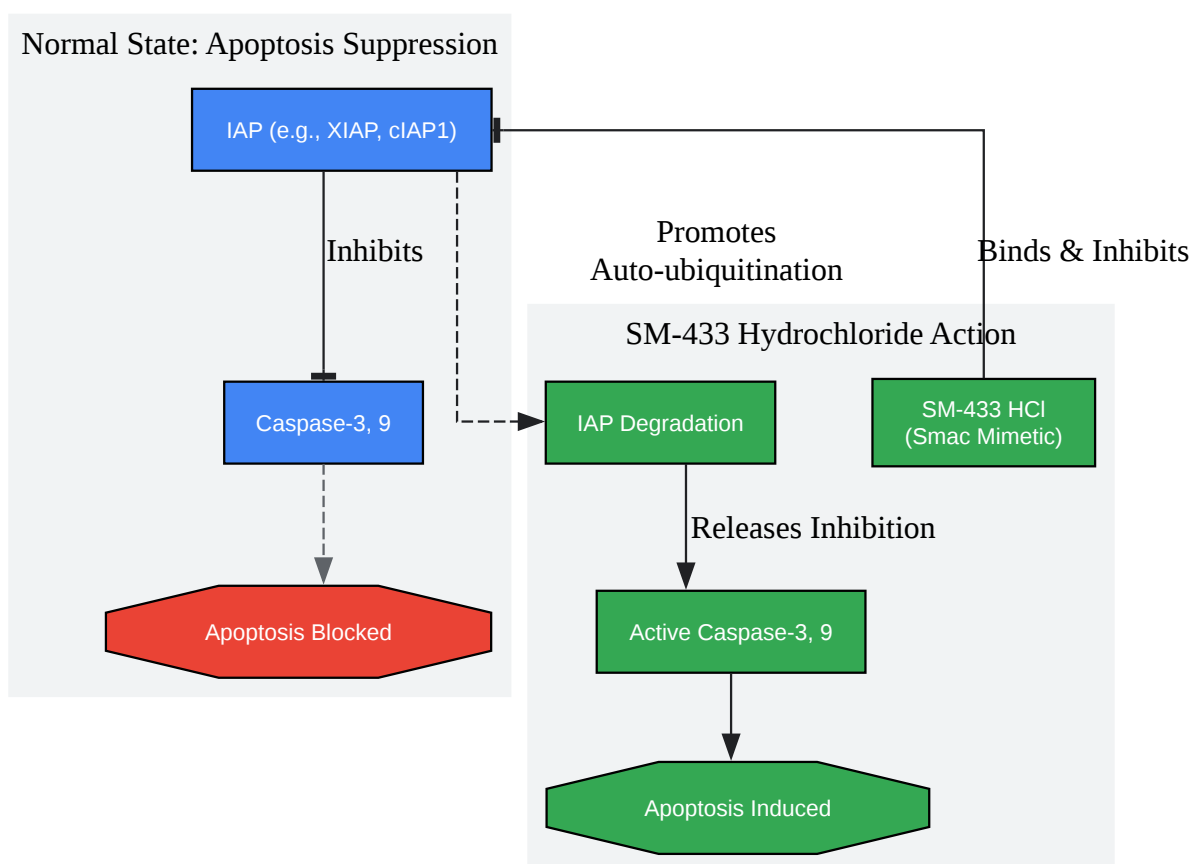 Normal State: Apoptosis Suppression
IAP (e.g., XIAP, cIAP1)
Inhibits
Promotes
Auto-ubiquitination
Binds & Inhibits
SM-433 Hydrochloride Action
Caspase-3, 9
IAP Degradation
SM-433 HCl
(Smac Mimetic)
Releases Inhibition
Apoptosis Blocked
Active Caspase-3, 9
Apoptosis Induced